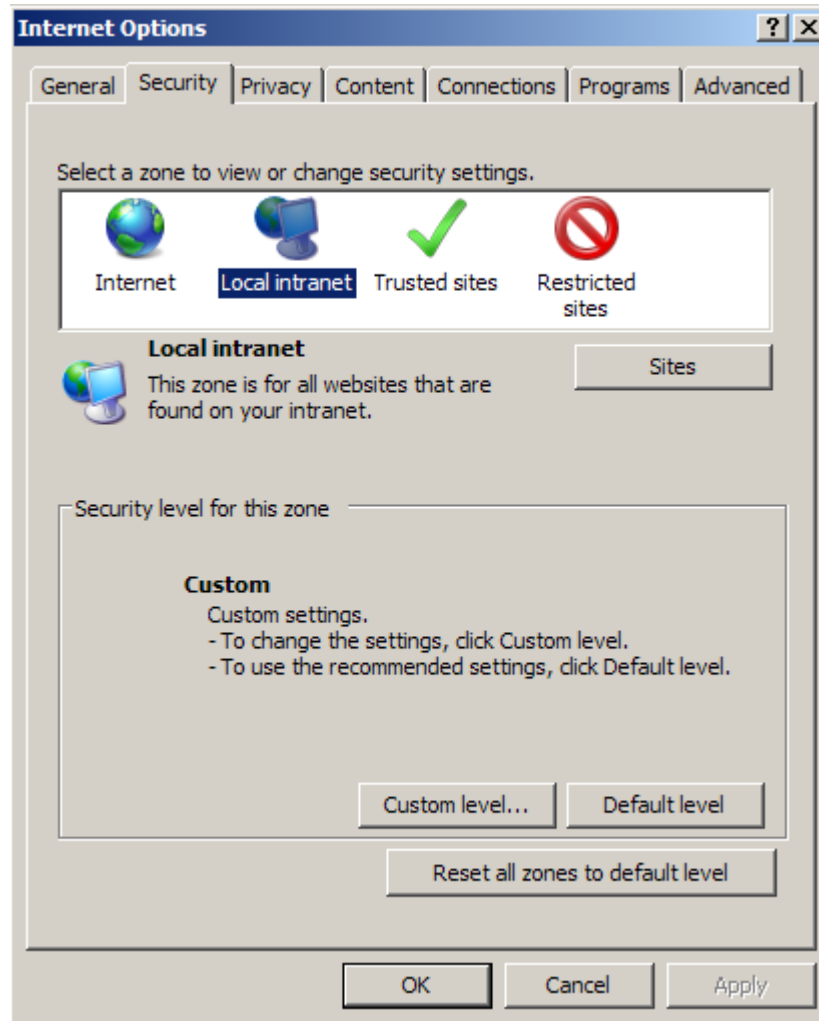 Internet Options
? X
General Security Privacy Content Connections Programs Advanced
Select a zone to view or change security settings.
Internet Local intranet Trusted sites Restricted
sites
Local intranet
Sites
This zone is for all websites that are
found on your intranet.
Security level for this zone
Custom
Custom settings.
- To change the settings, click Custom level.
- To use the recommended settings, click Default level.
Custom level... Default level
Reset all zones to default level
OK Cancel Apply